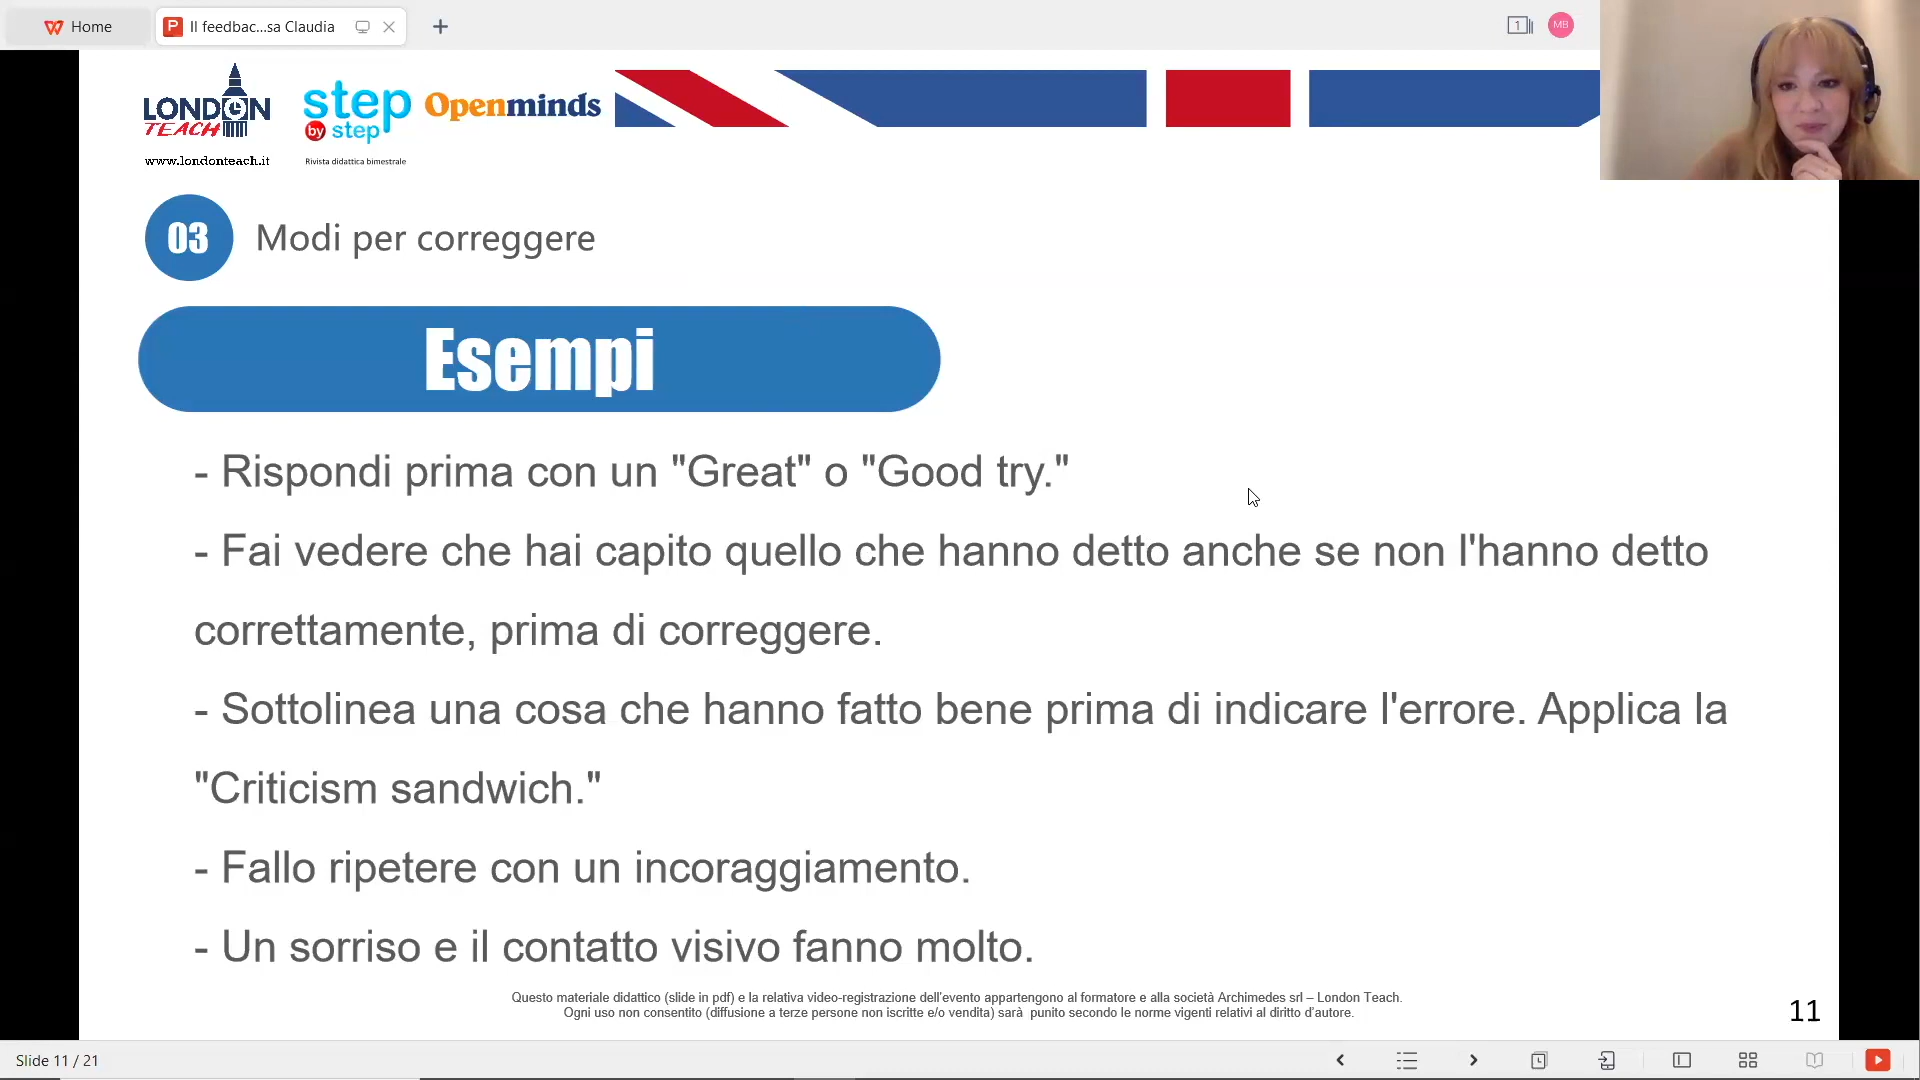 Home
Il feedbac...sa Claudia
1
MB
LONDON
TEACH
www.londonteach.it
step
by step
Rivista didattica bimestrale
Openminds
03
Modi per correggere
Esempi
- Rispondi prima con un "Great" o "Good try."
- Fai vedere che hai capito quello che hanno detto anche se non l'hanno detto
correttamente, prima di correggere.
- Sottolinea una cosa che hanno fatto bene prima di indicare l'errore. Applica la
"Criticism sandwich."
- Fallo ripetere con un incoraggiamento.
- Un sorriso e il contatto visivo fanno molto.
Questo materiale didattico (slide in pdf) e la relativa video-registrazione dell'evento appartengono al formatore e alla società Archimedes srl – London Teach.
Ogni uso non consentito (diffusione a terze persone non iscritte e/o vendita) sarà punito secondo le norme vigenti relativi al diritto d'autore.
11
Slide 11 / 21